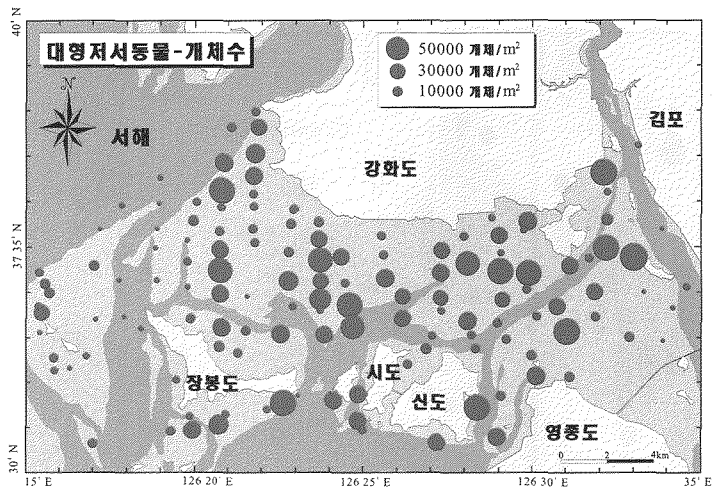 40' N
대형저서동물-개체수
50000 개체/m²
30000 개체/m²
10000 개체/m²
N
서해
김포
강화도
37 35'
장봉도
시도
신도
영종도
0 2 4km
30 N
15' E
126 20' E
126 25' E
126 30' E
35' E